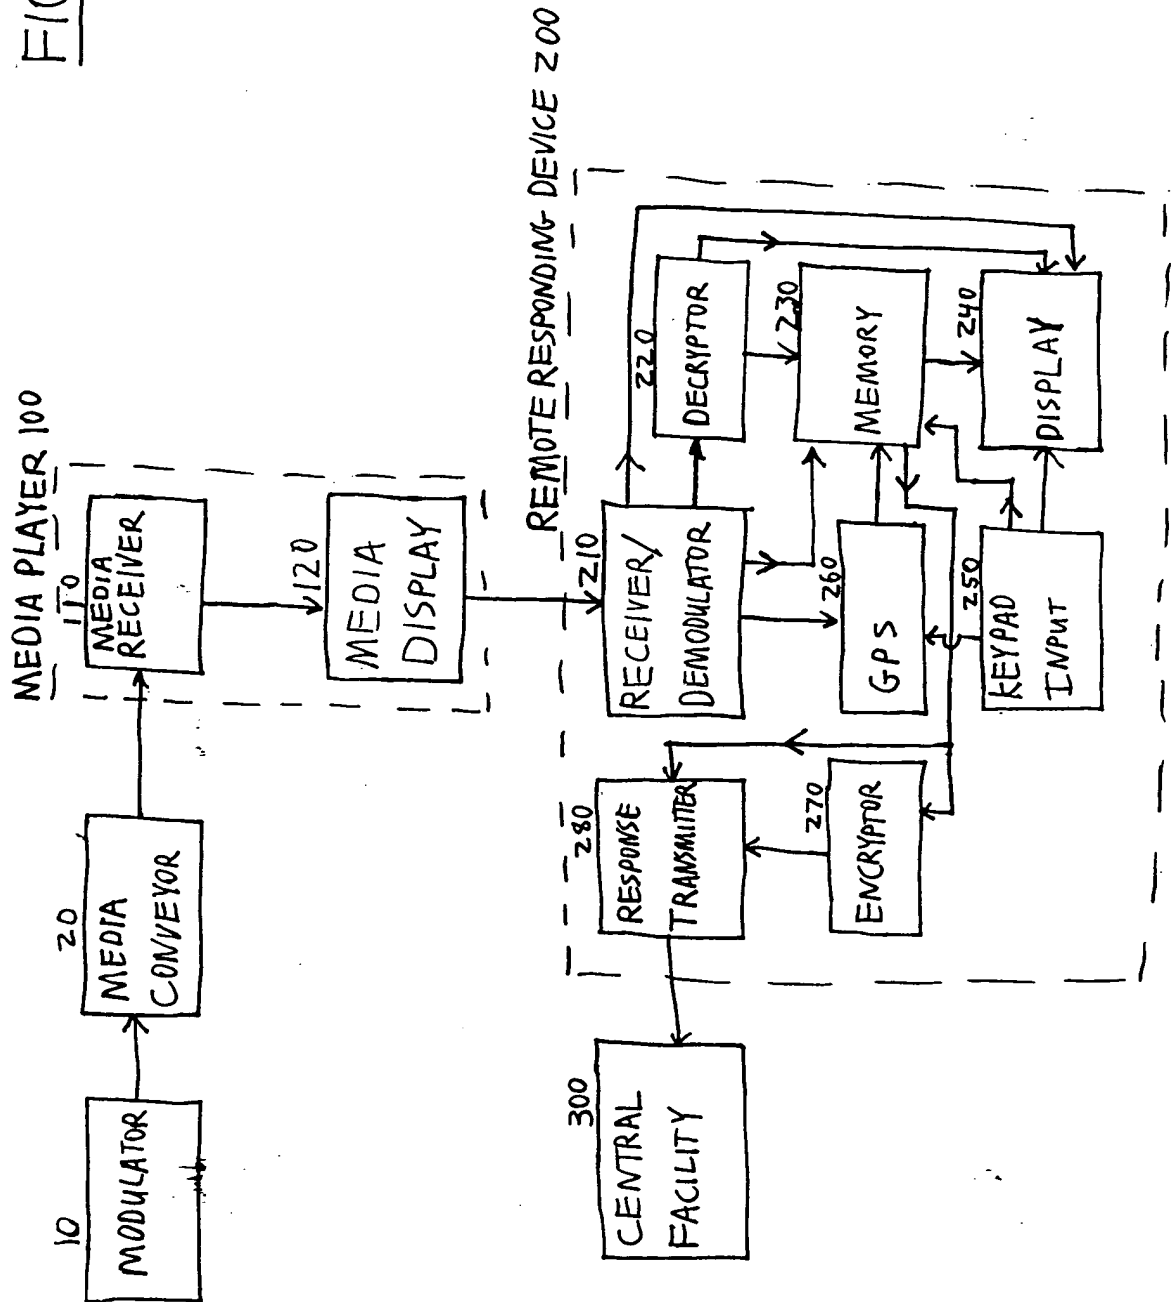 FIG
MEDIA PLAYER 100
10
MODULATOR
20
MEDIA
CONVEYOR
110
MEDIA
RECEIVER
120
MEDIA
DISPLAY
REMOTE RESPONDING DEVICE 200
300
CENTRAL
FACILITY
280
RESPONSE
TRANSMITTER
210
RECEIVER/
DEMODULATOR
220
DECRYPTOR
270
ENCRYPTOR
260
GPS
230
MEMORY
250
KEYPAD
INPUT
240
DISPLAY